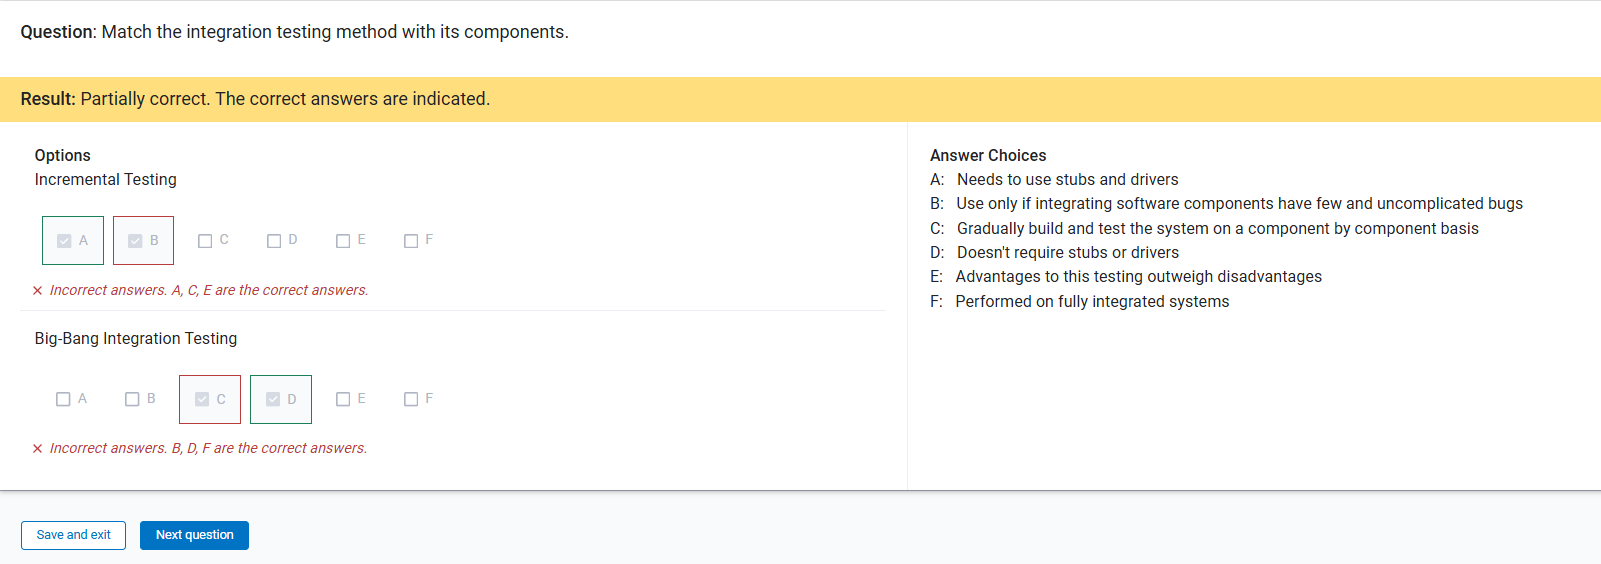 Question: Match the integration testing method with its components.
Result: Partially correct. The correct answers are indicated.
Options
Incremental Testing
A B C D E F
× Incorrect answers. A, C, E are the correct answers.
Big-Bang Integration Testing
A B C D E F
× Incorrect answers. B, D, F are the correct answers.
Answer Choices
A: Needs to use stubs and drivers
B: Use only if integrating software components have few and uncomplicated bugs
C: Gradually build and test the system on a component by component basis
D: Doesn't require stubs or drivers
E: Advantages to this testing outweigh disadvantages
F: Performed on fully integrated systems
Save and exit Next question